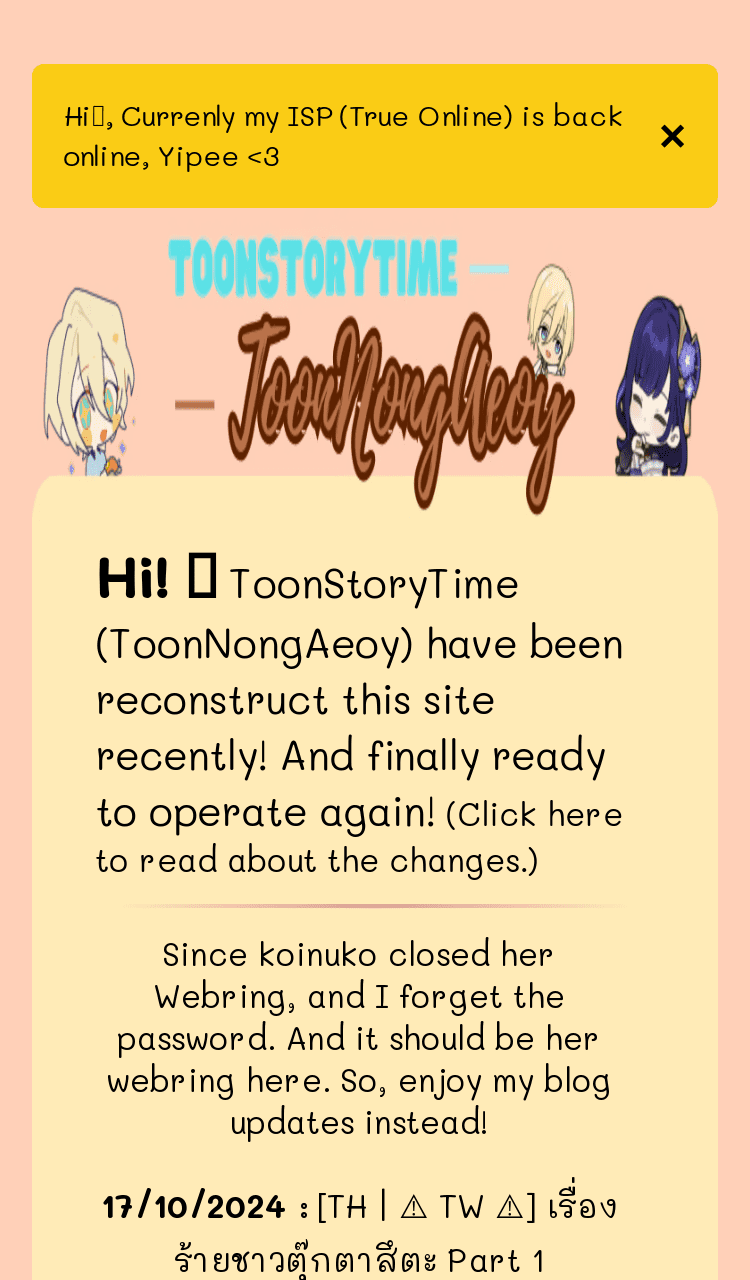 Hi▯, Currenly my ISP (True Online) is back
online, Yipee <3
×
TOONSTORYTIME —
— ToonNongAeoy
Hi! ▯ ToonStoryTime
(ToonNongAeoy) have been
reconstruct this site
recently! And finally ready
to operate again! (Click here
to read about the changes.)
Since koinuko closed her
Webring, and I forget the
password. And it should be her
webring here. So, enjoy my blog
updates instead!
17/10/2024 : [TH | ⚠ TW ⚠] เรื่อง
ร้ายชาวตุ๊กตาสึตะ Part 1